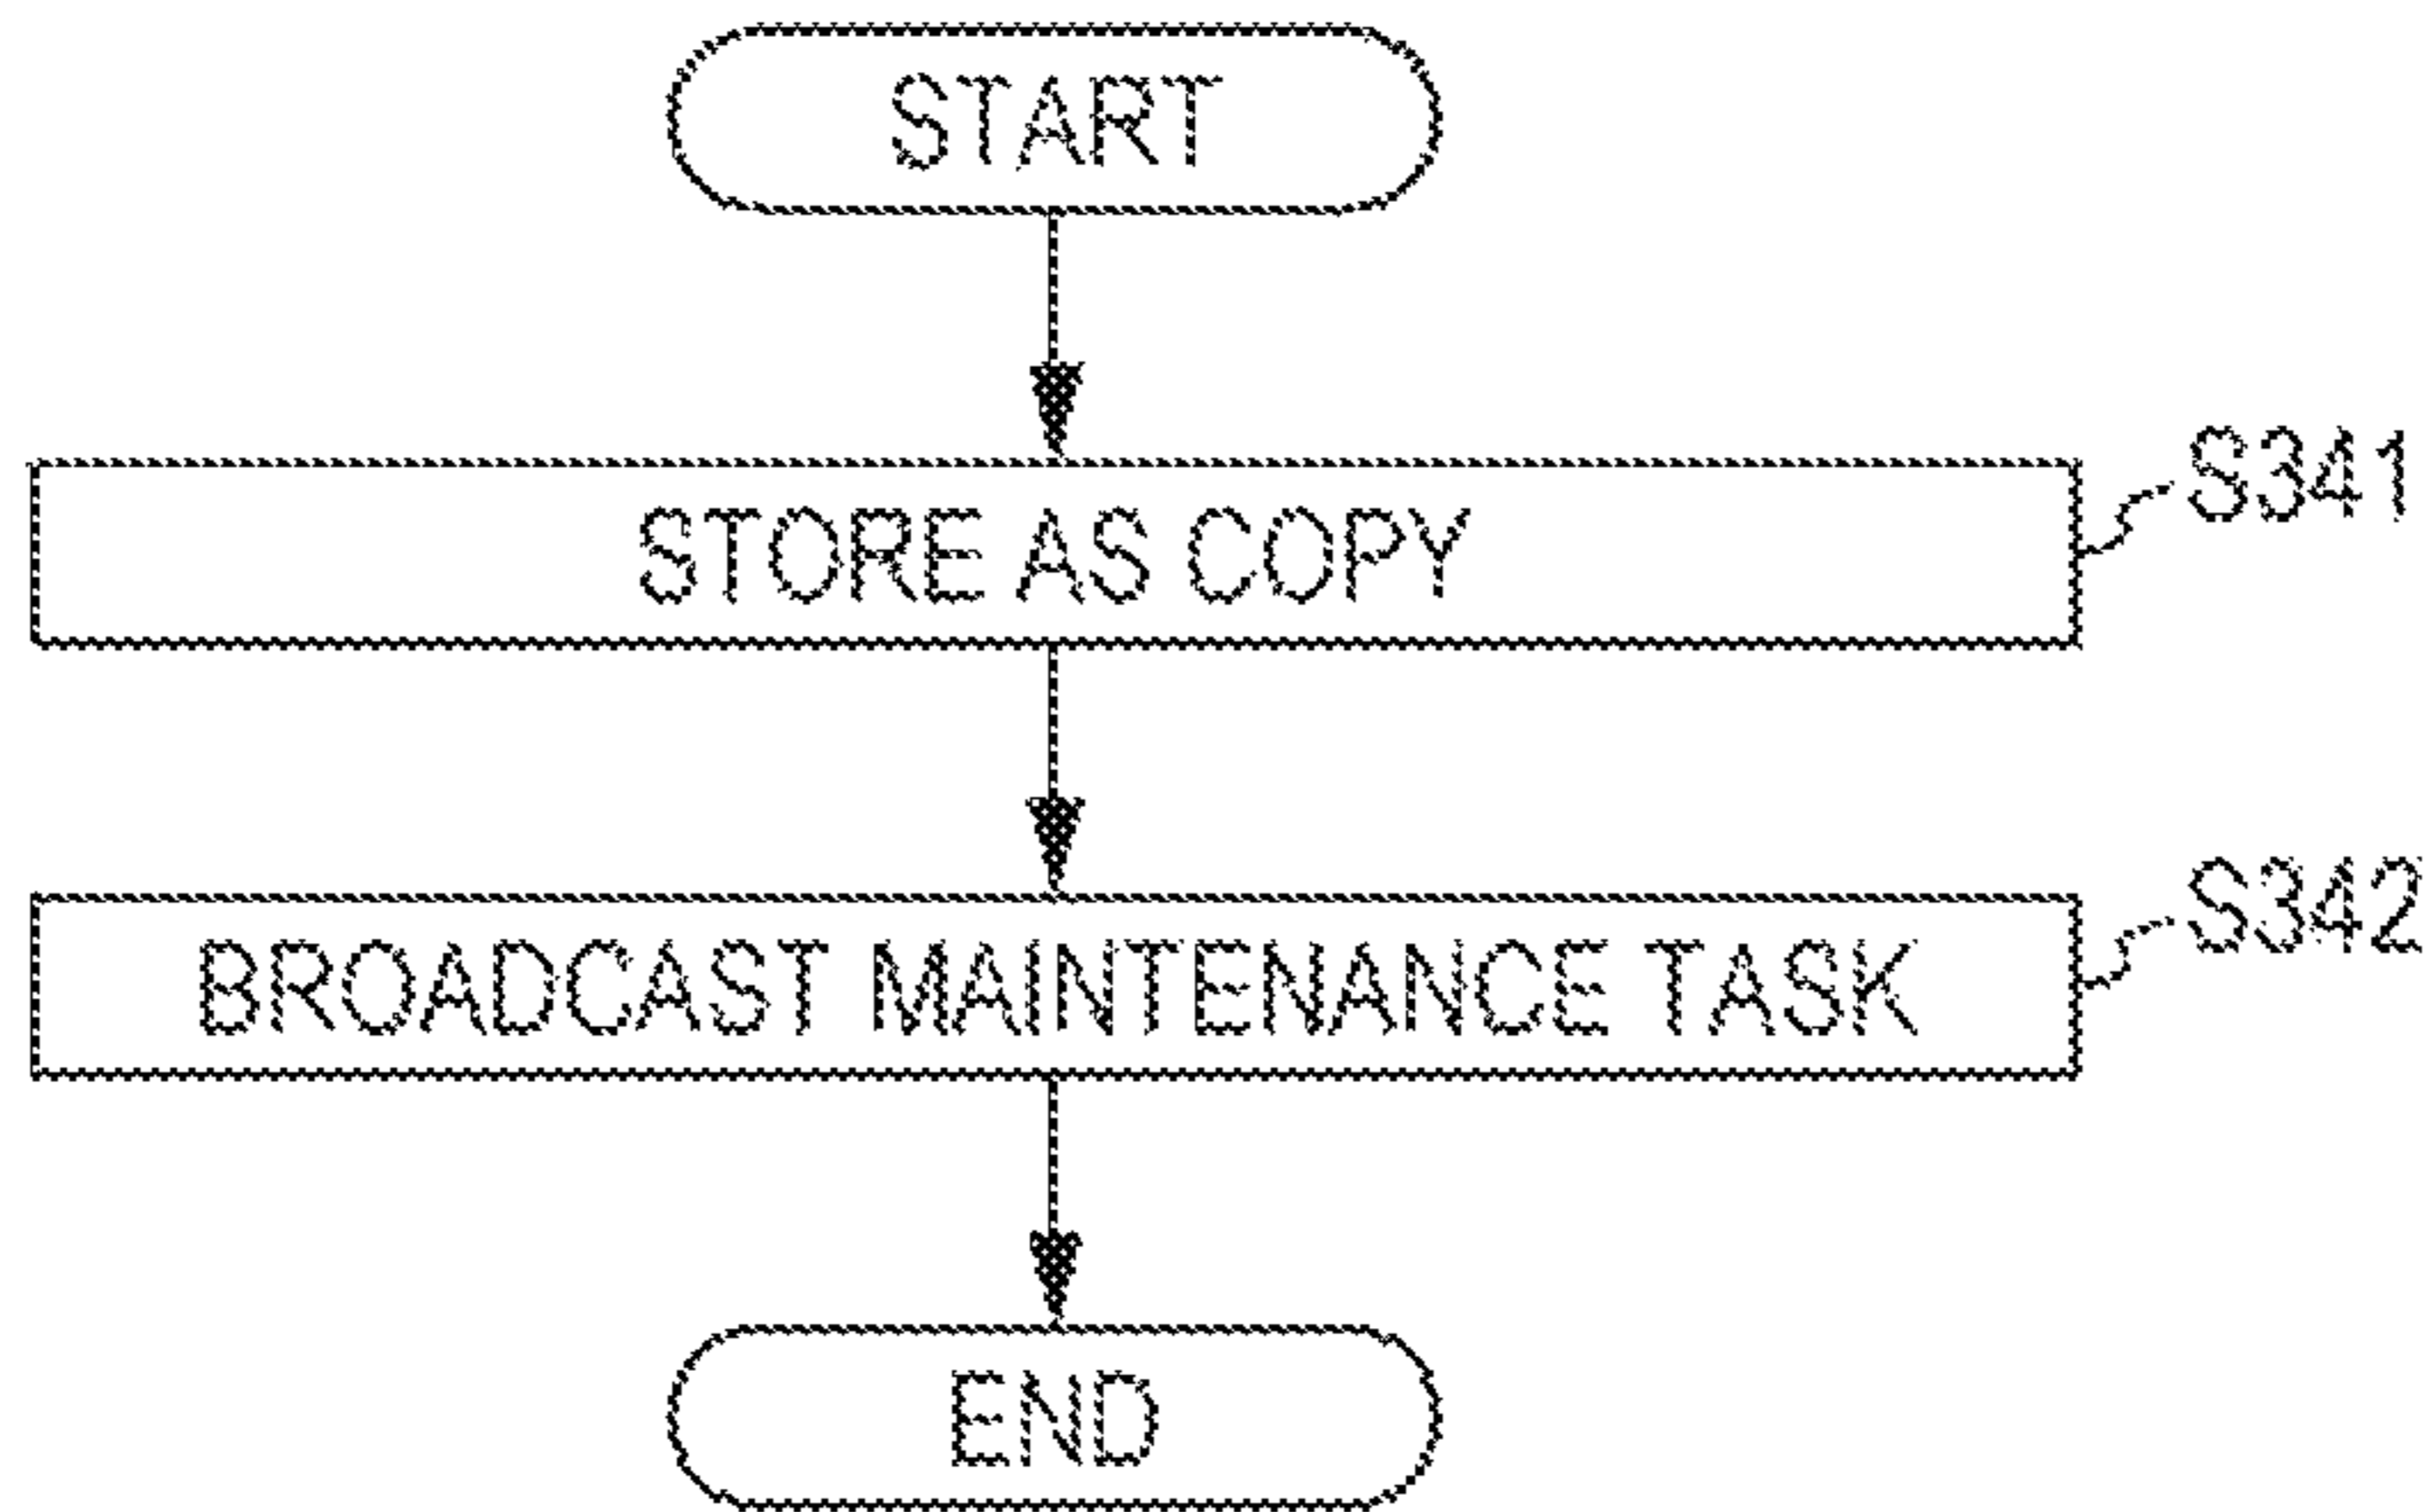 START
STORE AS COPY
S341
BROADCAST MAINTENANCE TASK
S342
END